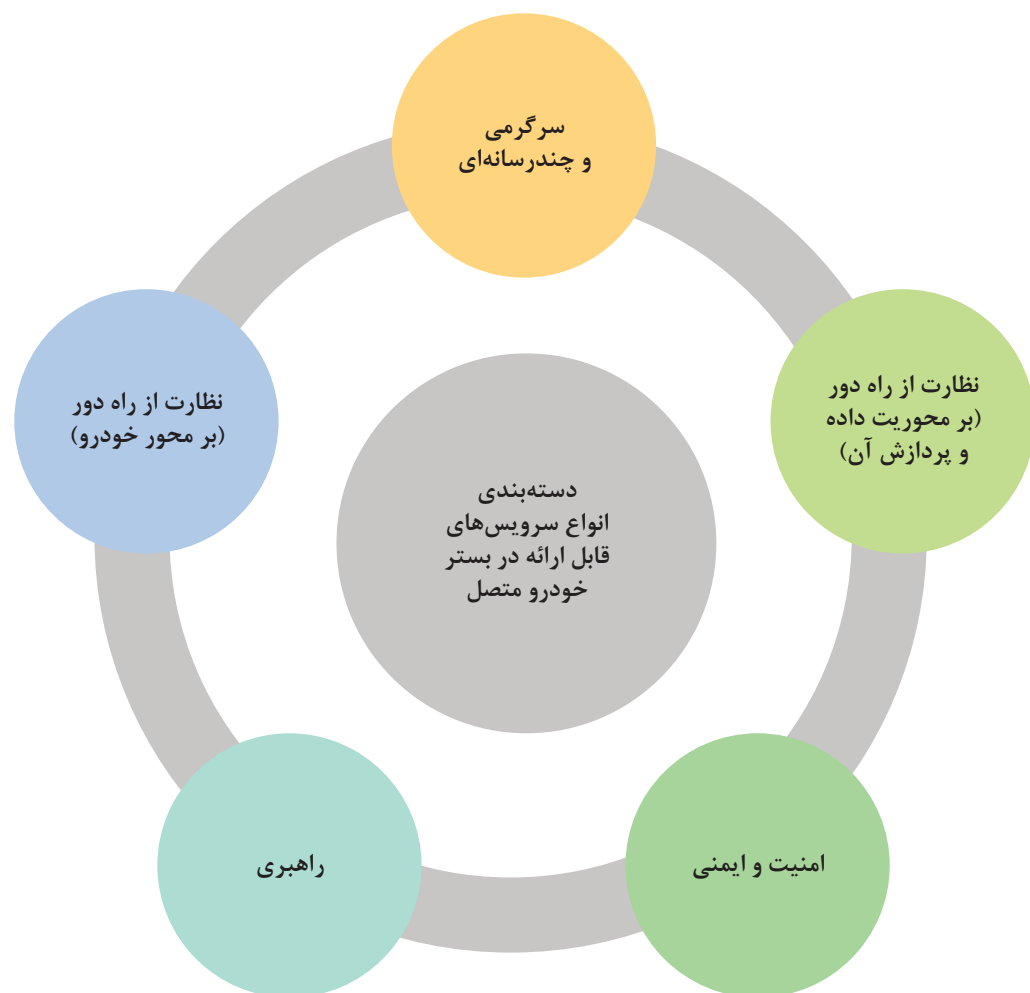 سرگرمی
و چندرسانه‌ای
نظارت از راه دور
(بر محوریت داده
و پردازش آن)
نظارت از راه دور
(بر محور خودرو)
دسته‌بندی
انواع سرویس‌های
قابل ارائه در بستر
خودرو متصل
امنیت و ایمنی
راهبری